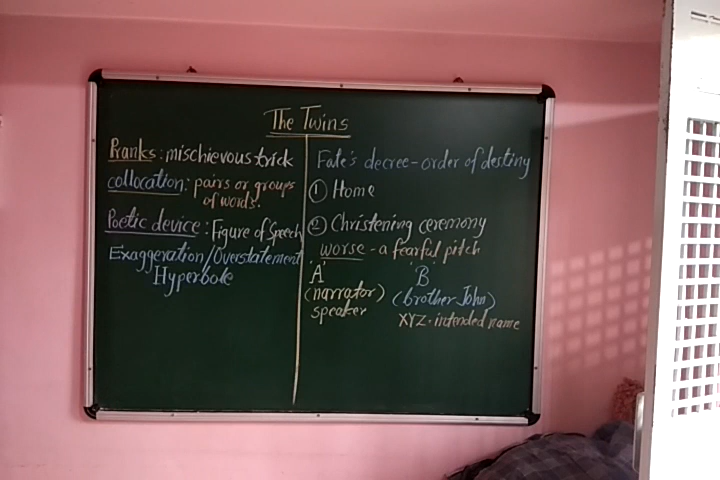 The Twins
Pranks: mischievous trick
collocation: pairs or groups
of words.
Poetic device: Figure of Speech
Exaggeration/Overstatement
Hyperbole
Fate's decree-order of destiny
① Home
② Christening ceremony
worse - a fearful pitch
'A' 'B'
(narrator) (brother John)
speaker XYZ-intended name